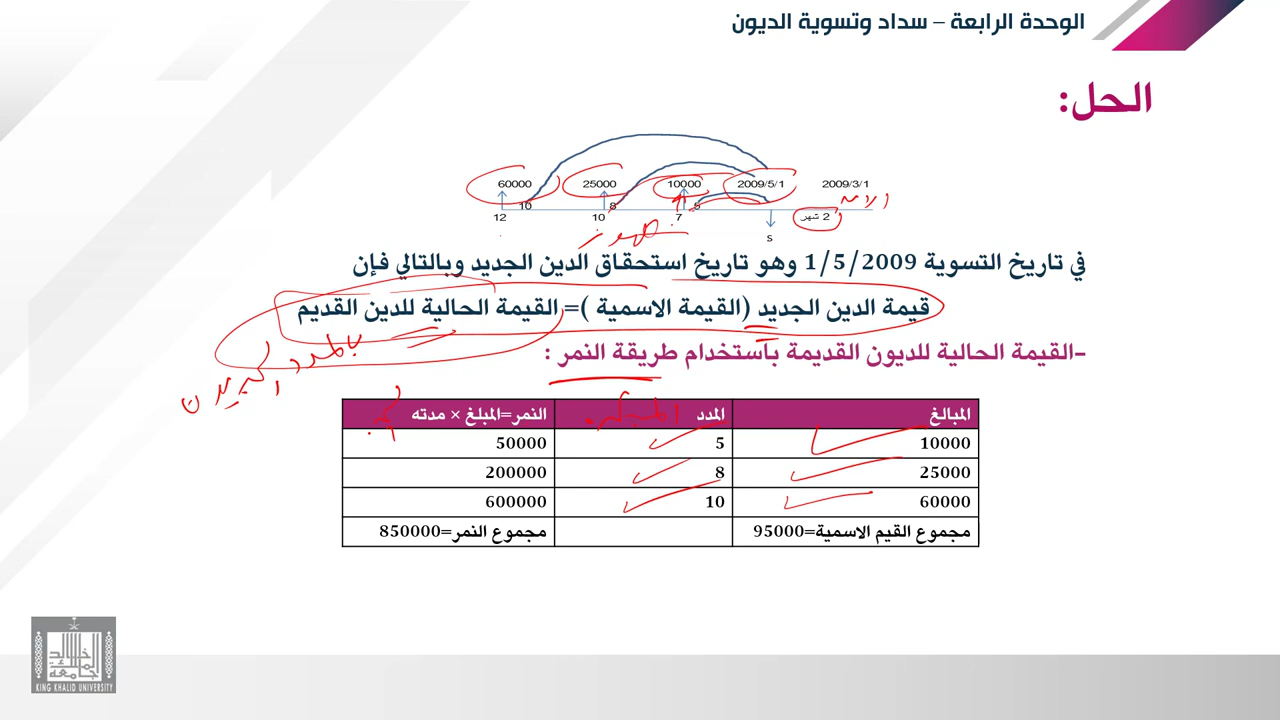 الوحدة الرابعة – سداد وتسوية الديون
الحل:
60000 25000 10000 2009/5/1 2009/3/1
10 8 5
12 10 7 2 شهر
s
في تاريخ التسوية 1/5/2009 وهو تاريخ استحقاق الدين الجديد وبالتالي فإن
قيمة الدين الجديد (القيمة الاسمية )= القيمة الحالية للدين القديم
-القيمة الحالية للديون القديمة باستخدام طريقة النمر :
المبالغ المدد النمر=المبلغ × مدته
10000 5 50000
25000 8 200000
60000 10 600000
مجموع القيم الاسمية=95000 مجموع النمر=850000
جامعة الملك خالد
KING KHALID UNIVERSITY